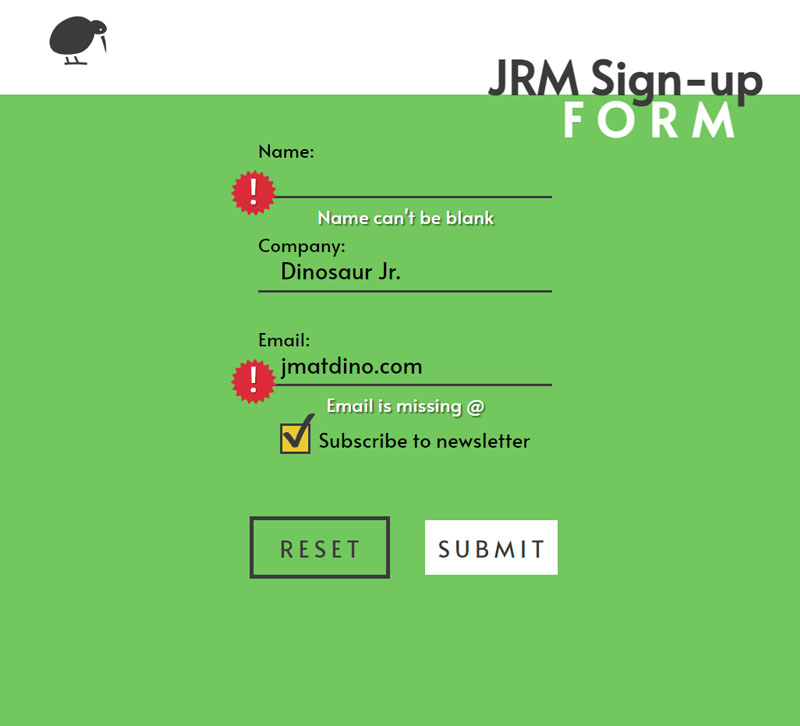 JRM Sign-up
FORM
Name:
!
Name can't be blank
Company:
Dinosaur Jr.
Email:
!
jmatdino.com
Email is missing @
Subscribe to newsletter
RESET
SUBMIT